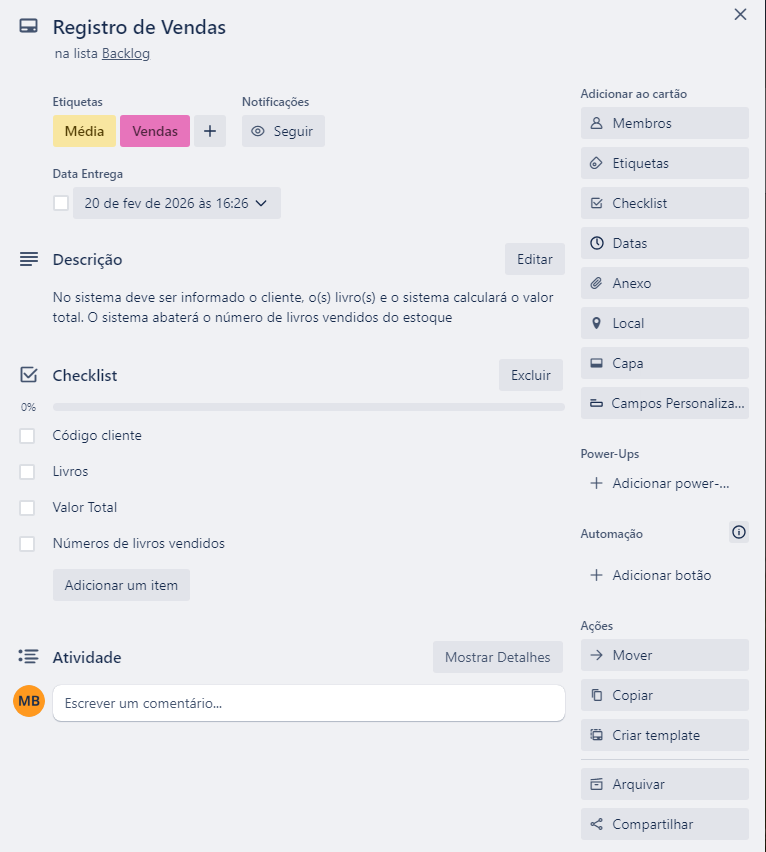 Registro de Vendas
na lista Backlog
Etiquetas
Média
Vendas
Notificações
Seguir
Data Entrega
20 de fev de 2026 às 16:26
Descrição
Editar
No sistema deve ser informado o cliente, o(s) livro(s) e o sistema calculará o valor
total. O sistema abaterá o número de livros vendidos do estoque
Checklist
Excluir
0%
Código cliente
Livros
Valor Total
Números de livros vendidos
Adicionar um item
Atividade
Mostrar Detalhes
MB
Escrever um comentário...
Adicionar ao cartão
Membros
Etiquetas
Checklist
Datas
Anexo
Local
Capa
Campos Personaliza...
Power-Ups
Adicionar power-...
Automação
Adicionar botão
Ações
Mover
Copiar
Criar template
Arquivar
Compartilhar